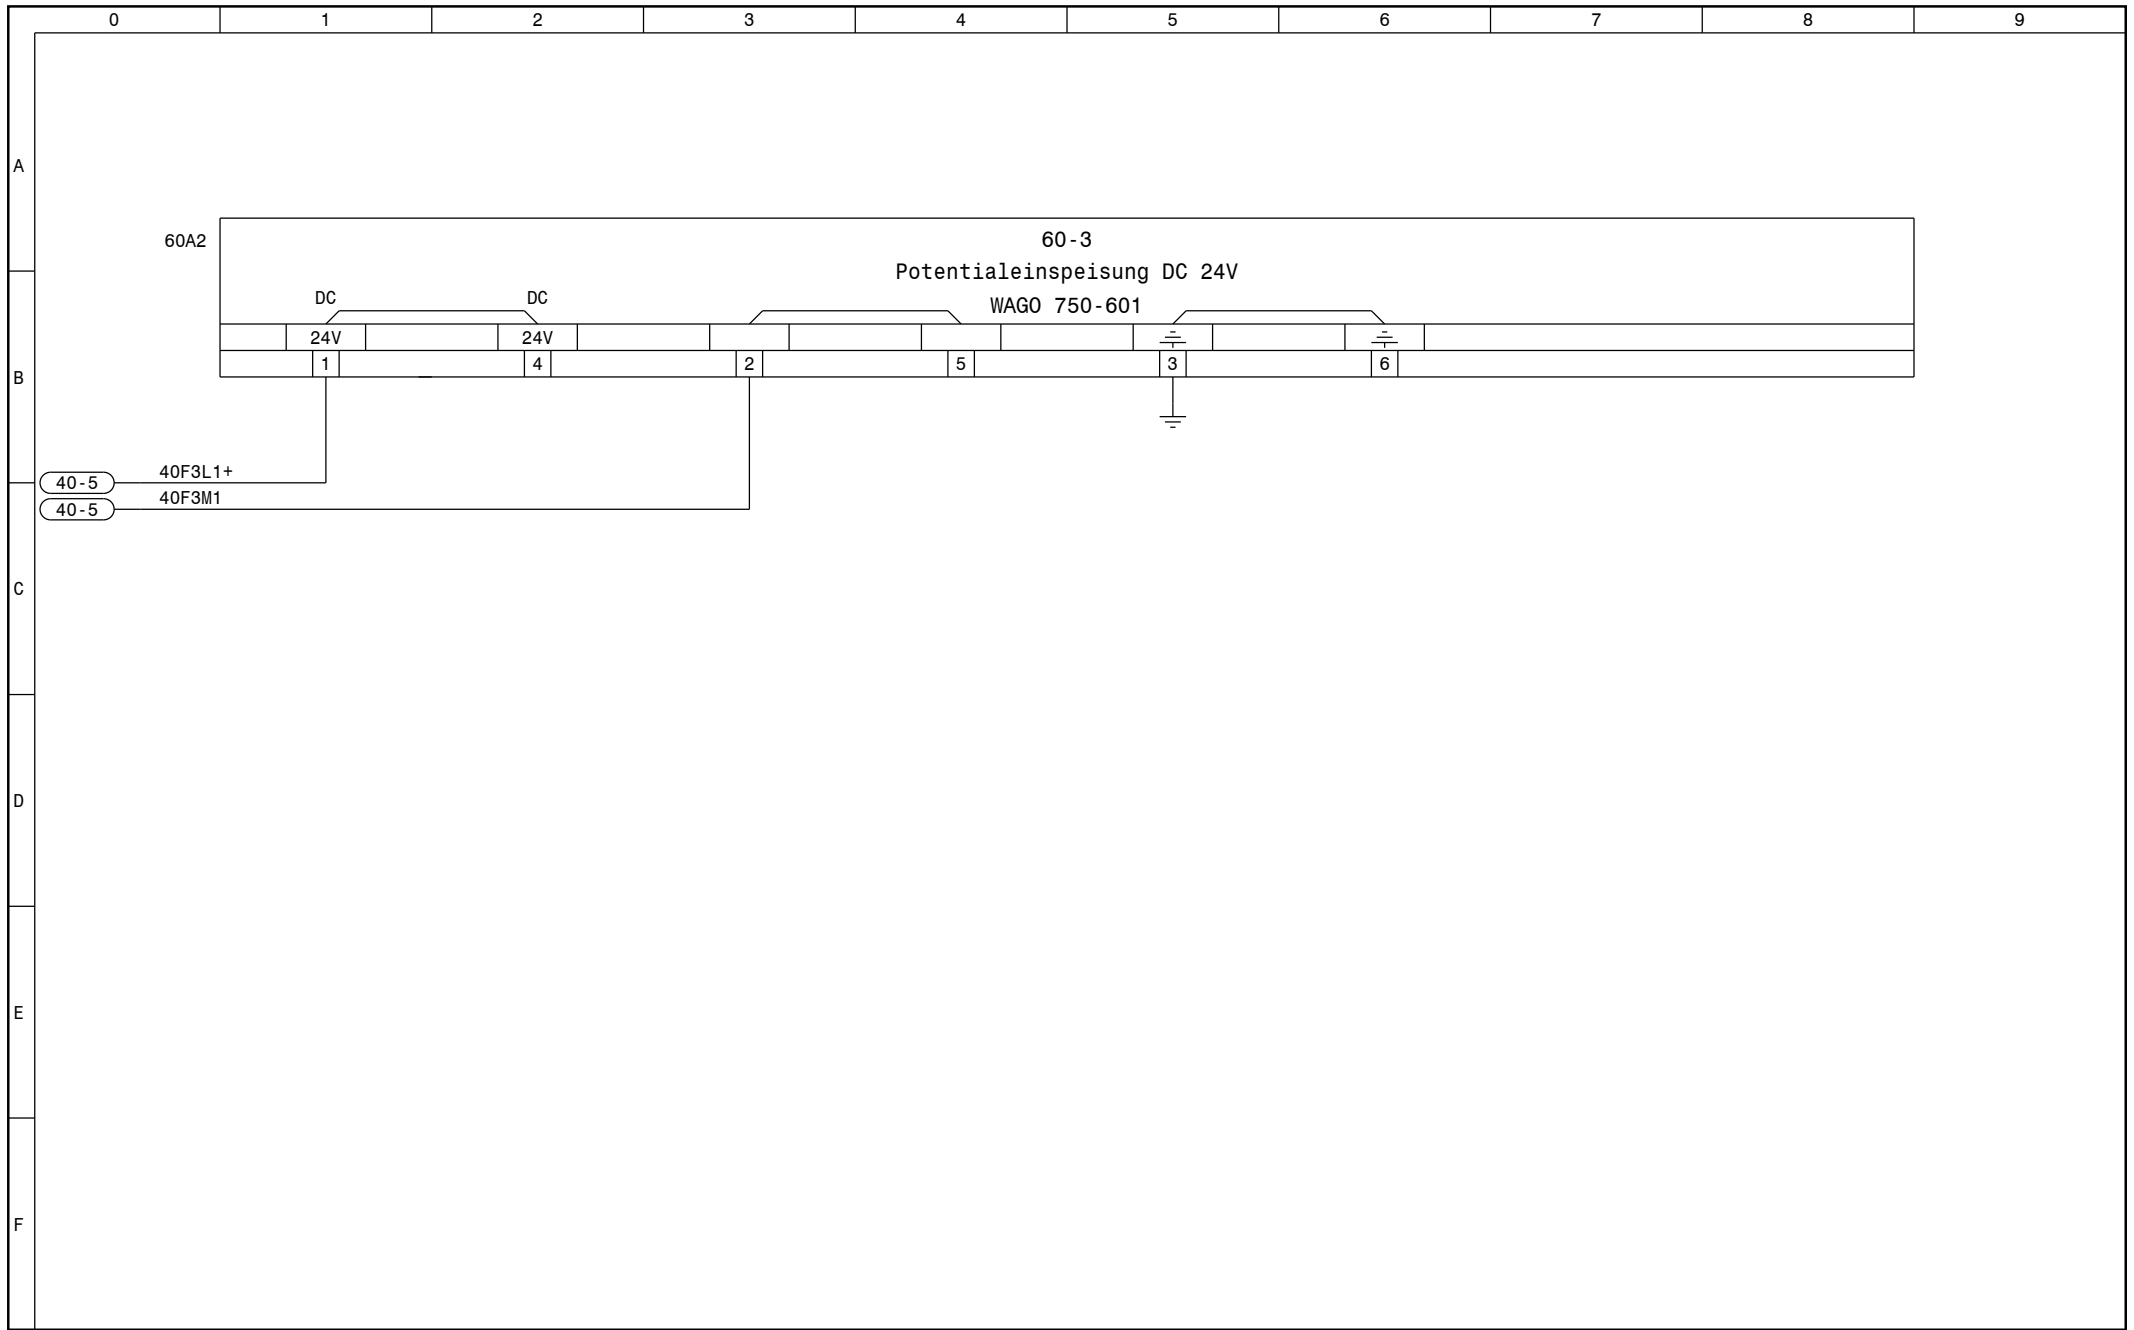 0 1 2 3 4 5 6 7 8 9
A
60A2 60-3
Potentialeinspeisung DC 24V
DC DC WAGO 750-601
24V 24V
B 1 4 2 5 3 6
40F3L1+
40-5
40F3M1
40-5
C
D
E
F